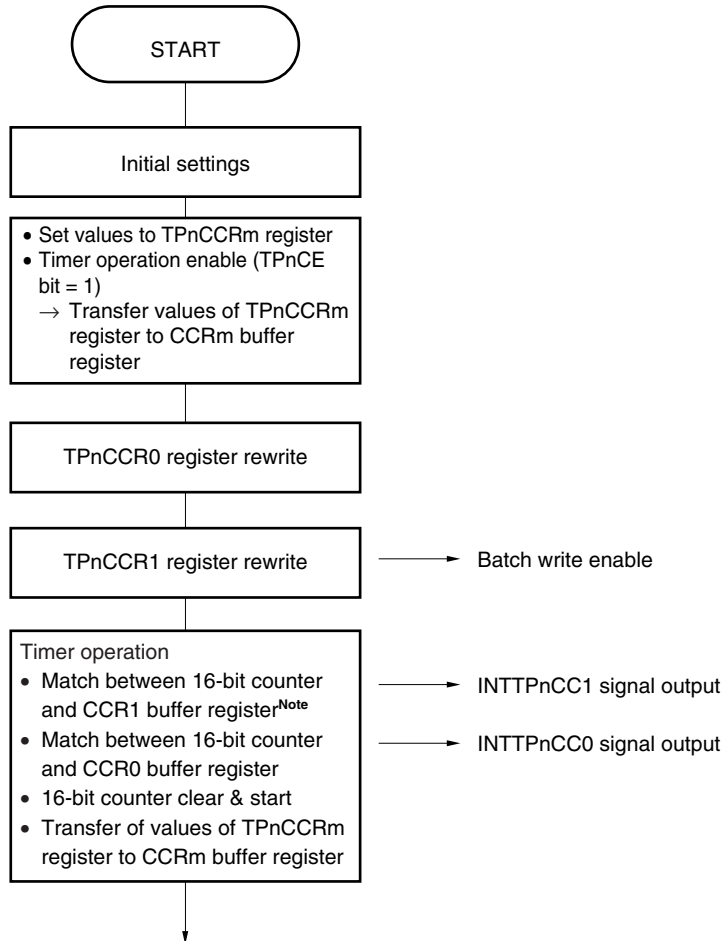 START
Initial settings
• Set values to TPnCCRm register
• Timer operation enable (TPnCE
bit = 1)
→ Transfer values of TPnCCRm
register to CCRm buffer
register
TPnCCR0 register rewrite
TPnCCR1 register rewrite
Batch write enable
Timer operation
• Match between 16-bit counter
and CCR1 buffer registerNote
INTTPnCC1 signal output
• Match between 16-bit counter
and CCR0 buffer register
INTTPnCC0 signal output
• 16-bit counter clear & start
• Transfer of values of TPnCCRm
register to CCRm buffer register